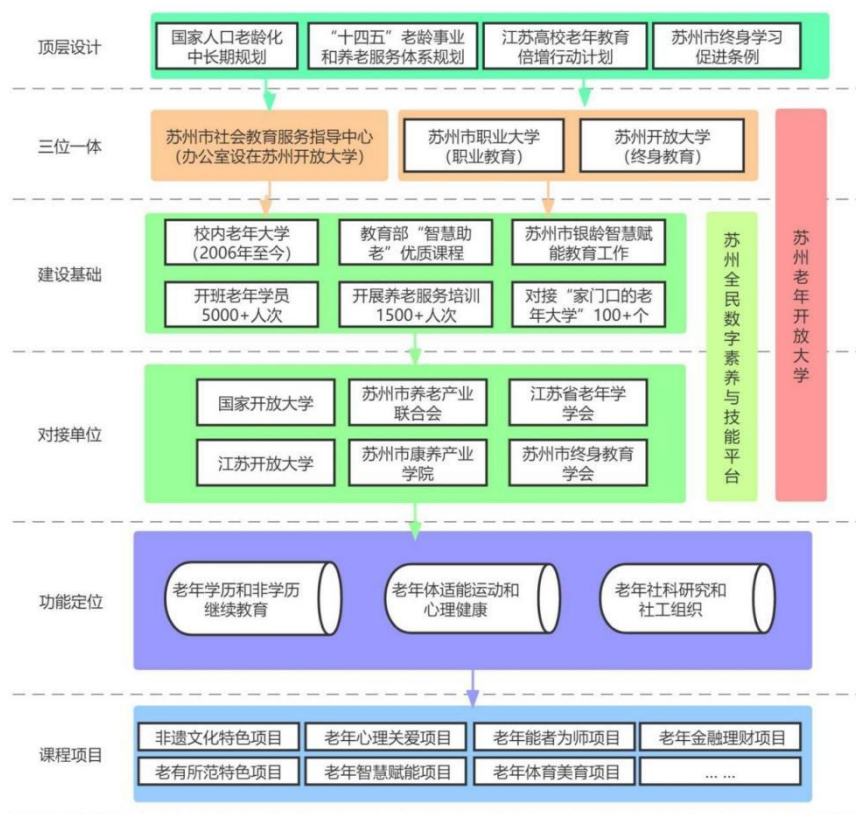 顶层设计
国家人口老龄化
中长期规划
“十四五”老龄事业
和养老服务体系规划
江苏高校老年教育
倍增行动计划
苏州市终身学习
促进条例
三位一体
苏州市社会教育服务指导中心
(办公室设在苏州开放大学)
苏州市职业大学
(职业教育)
苏州开放大学
(终身教育)
建设基础
校内老年大学
(2006年至今)
教育部“智慧助
老”优质课程
苏州市银龄智慧赋
能教育工作
开班老年学员
5000+人次
开展养老服务培训
1500+人次
对接“家门口的老
年大学”100+个
苏州全民数字素养与技能平台
苏州老年开放大学
对接单位
国家开放大学
苏州市养老产业
联合会
江苏省老年学
学会
江苏开放大学
苏州市康养产业
学院
苏州市终身教育
学会
功能定位
老年学历和非学历
继续教育
老年体适能运动和
心理健康
老年社科研究和
社工组织
课程项目
非遗文化特色项目
老年心理关爱项目
老年能者为师项目
老年金融理财项目
老有所范特色项目
老年智慧赋能项目
老年体育美育项目
... ...